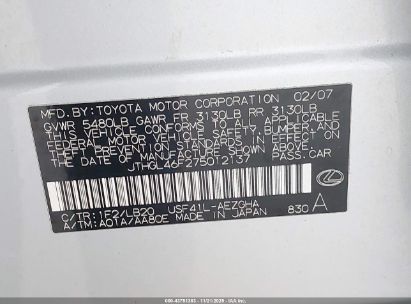 MFD. BY: TOYOTA MOTOR CORPORATION 02/07
GVWR 5480LB GAWR FR 3130LB RR 3130LB
THIS VEHICLE CONFORMS TO ALL APPLICABLE
FEDERAL MOTOR VEHICLE SAFETY, BUMPER, AND
THEFT PREVENTION STANDARDS IN EFFECT ON
THE DATE OF MANUFACTURE SHOWN ABOVE.
JTHGL46F275012137
C/TR: 1F2/LB20 USF41L-AEZGHA
A/TM: A01A/AA80E MADE IN JAPAN 830 A